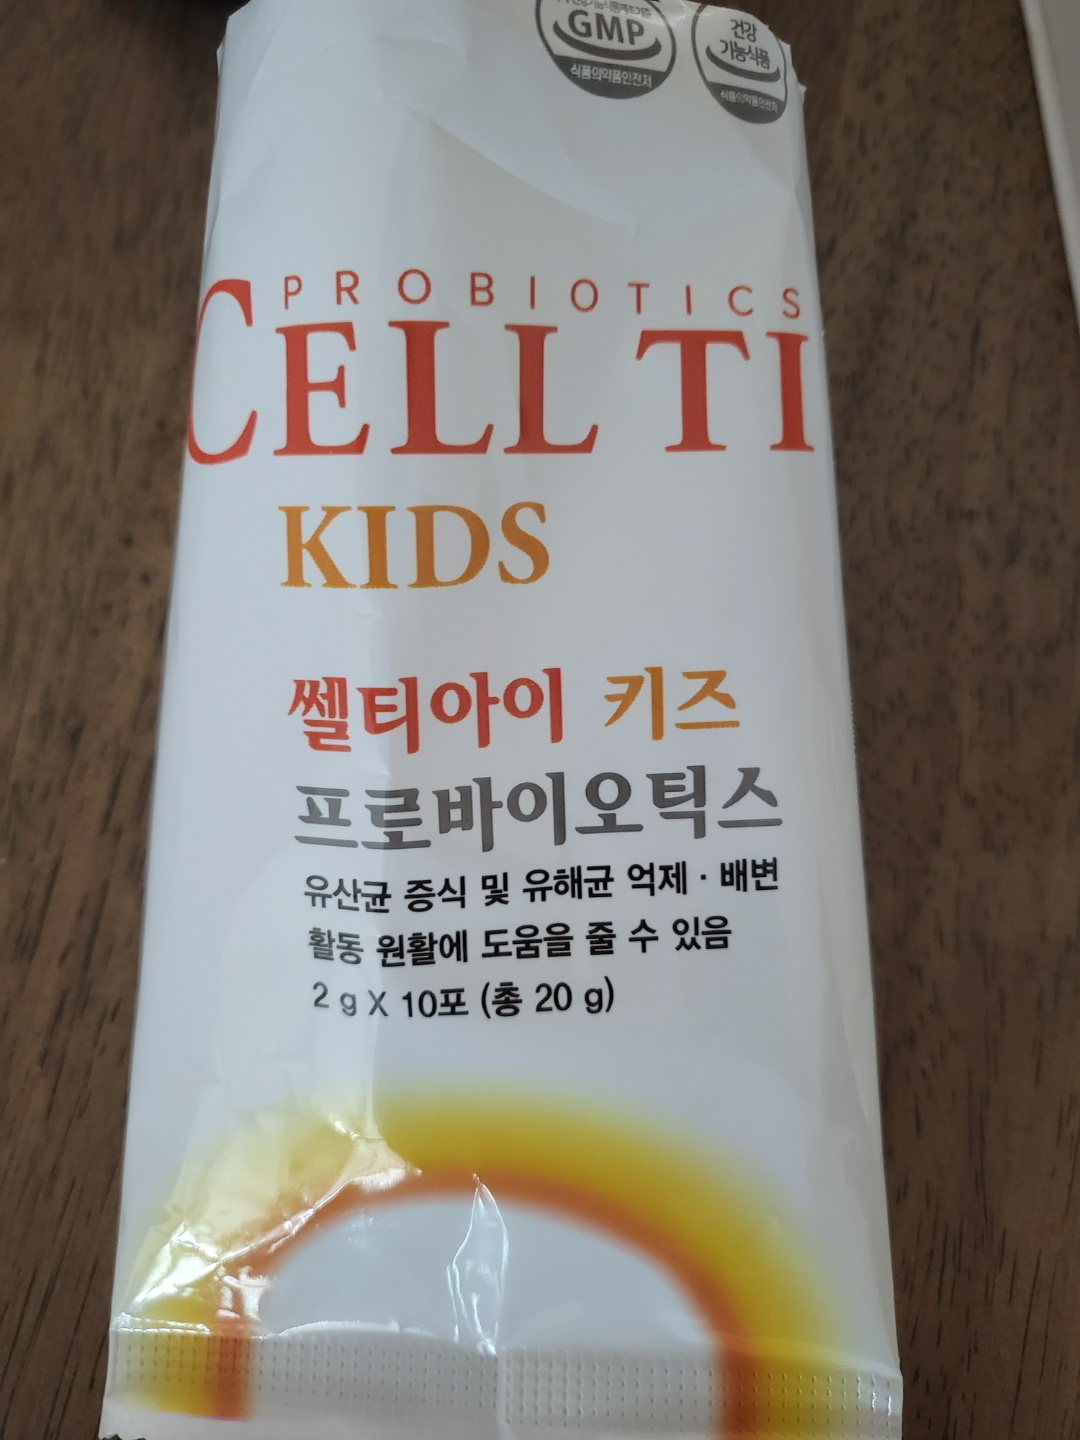 GMP
식품의약품안전처
건강
기능식품
식품의약품안전처
PROBIOTICS
CELL TI
KIDS
쎌티아이 키즈
프로바이오틱스
유산균 증식 및 유해균 억제 · 배변
활동 원활에 도움을 줄 수 있음
2 g X 10포 (총 20 g)